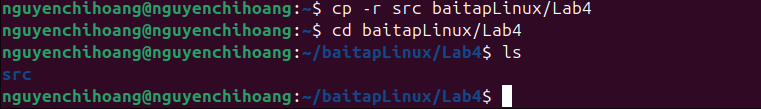 nguyenchihoang@nguyenchihoang:~$ cp -r src baitapLinux/Lab4
nguyenchihoang@nguyenchihoang:~$ cd baitapLinux/Lab4
nguyenchihoang@nguyenchihoang:~/baitapLinux/Lab4$ ls
src
nguyenchihoang@nguyenchihoang:~/baitapLinux/Lab4$